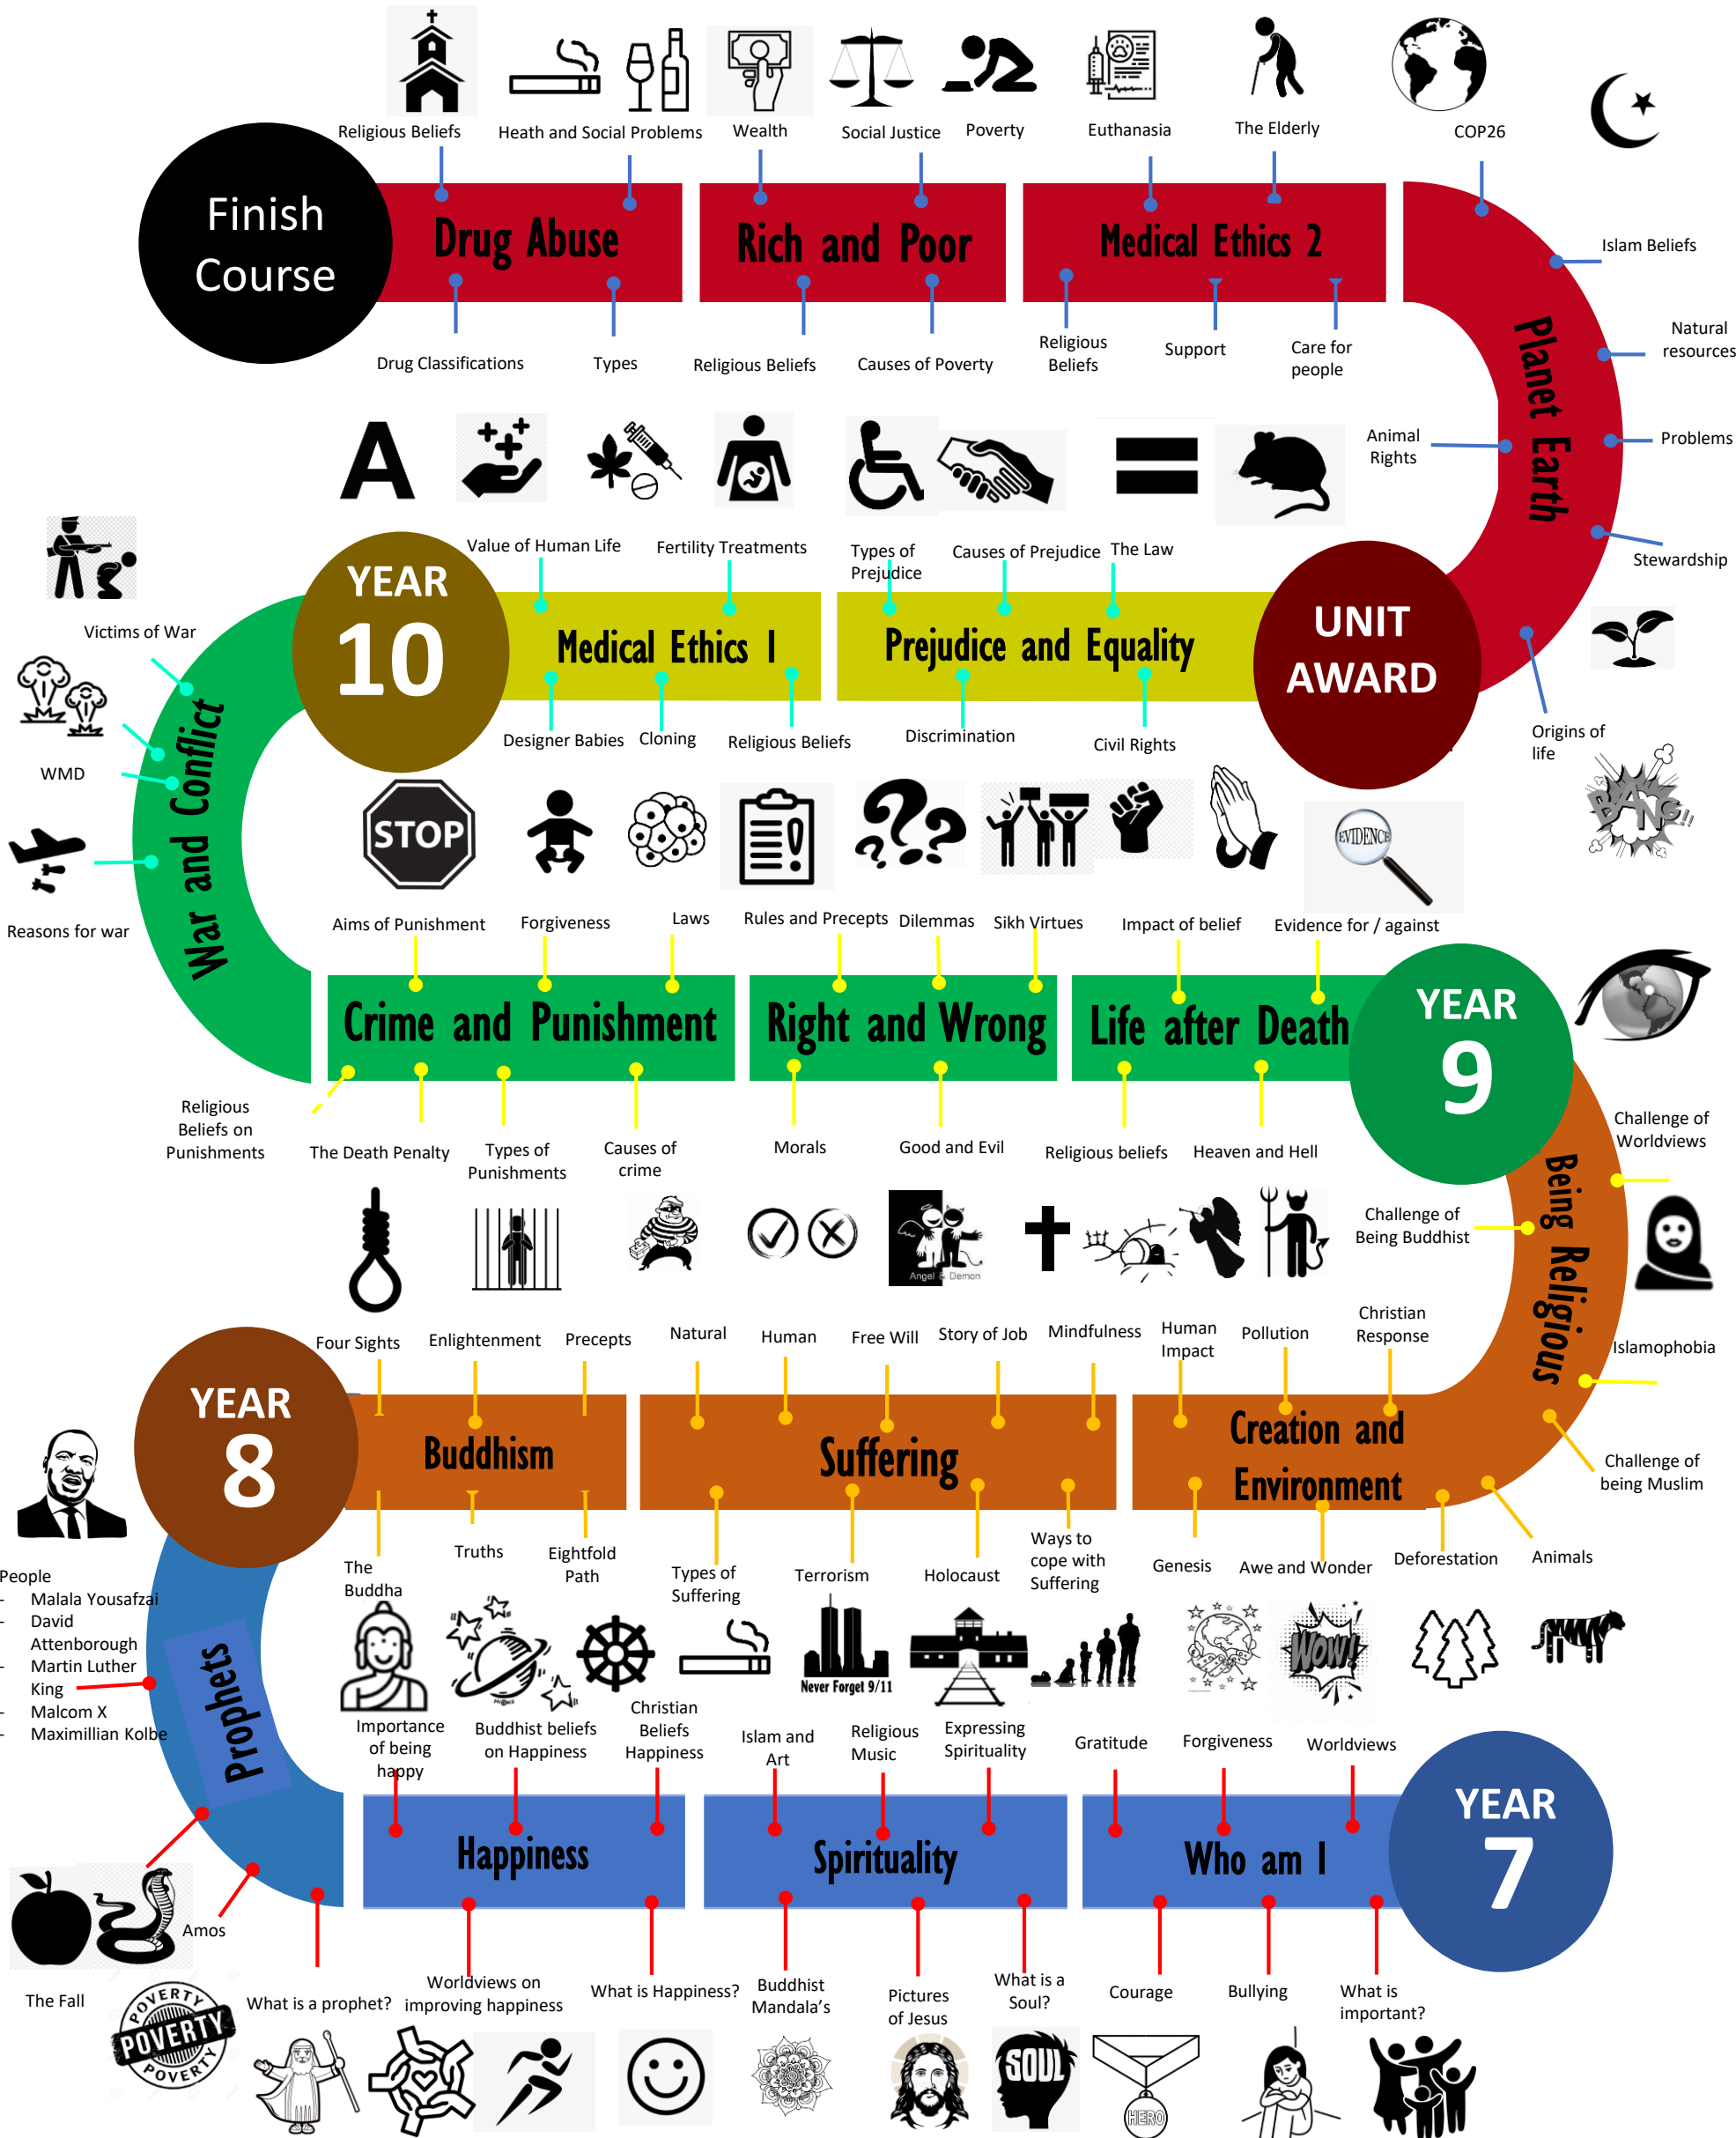 Religious Beliefs
Heath and Social Problems
Wealth
Social Justice
Poverty
Euthanasia
The Elderly
COP26
Finish
Course
Drug Abuse
Rich and Poor
Medical Ethics 2
Planet Earth
Islam Beliefs
Natural
resources
Problems
Stewardship
Origins of
life
Animal
Rights
Drug Classifications
Types
Religious Beliefs
Causes of Poverty
Religious
Beliefs
Support
Care for
people
A
Value of Human Life
Fertility Treatments
Types of
Prejudice
Causes of Prejudice
The Law
YEAR
10
Medical Ethics I
Prejudice and Equality
UNIT
AWARD
Victims of War
WMD
Reasons for war
War and Conflict
Designer Babies
Cloning
Religious Beliefs
Discrimination
Civil Rights
STOP
EVIDENCE
BANG!!
Aims of Punishment
Forgiveness
Laws
Rules and Precepts
Dilemmas
Sikh Virtues
Impact of belief
Evidence for / against
Crime and Punishment
Right and Wrong
Life after Death
YEAR
9
Religious
Beliefs on
Punishments
The Death Penalty
Types of
Punishments
Causes of
crime
Morals
Good and Evil
Religious beliefs
Heaven and Hell
Challenge of
Worldviews
Challenge of
Being Buddhist
Being Religious
Islamophobia
Challenge of
being Muslim
Angel & Demon
Four Sights
Enlightenment
Precepts
Natural
Human
Free Will
Story of Job
Mindfulness
Human
Impact
Pollution
Christian
Response
YEAR
8
Buddhism
Suffering
Creation and
Environment
The
Buddha
Truths
Eightfold
Path
Types of
Suffering
Terrorism
Holocaust
Ways to
cope with
Suffering
Genesis
Awe and Wonder
Deforestation
Animals
People
- Malala Yousafzai
- David
Attenborough
- Martin Luther
King
- Malcom X
- Maximillian Kolbe
Prophets
Never Forget 9/11
WOW!
Importance
of being
happy
Buddhist beliefs
on Happiness
Christian
Beliefs
Happiness
Islam and
Art
Religious
Music
Expressing
Spirituality
Gratitude
Forgiveness
Worldviews
Happiness
Spirituality
Who am I
YEAR
7
Amos
The Fall
What is a prophet?
Worldviews on
improving happiness
What is Happiness?
Buddhist
Mandala's
Pictures
of Jesus
What is a
Soul?
Courage
Bullying
What is
important?
POVERTY
POVERTY
POVERTY
SOUL
HERO